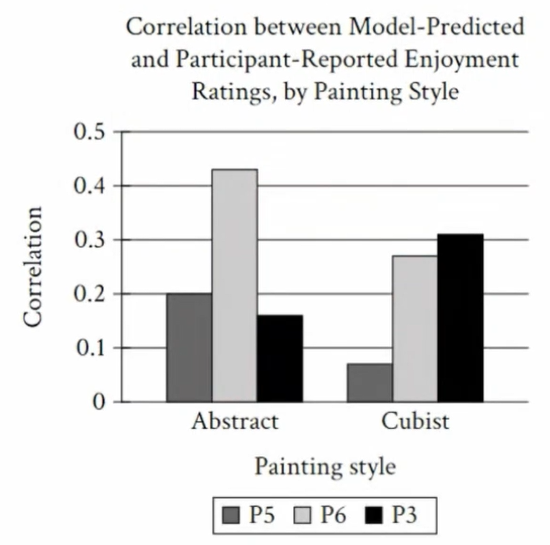 Correlation between Model-Predicted
and Participant-Reported Enjoyment
Ratings, by Painting Style
0.5
0.4
0.3
0.2
0.1
0
Correlation
Abstract
Cubist
Painting style
P5 P6 P3